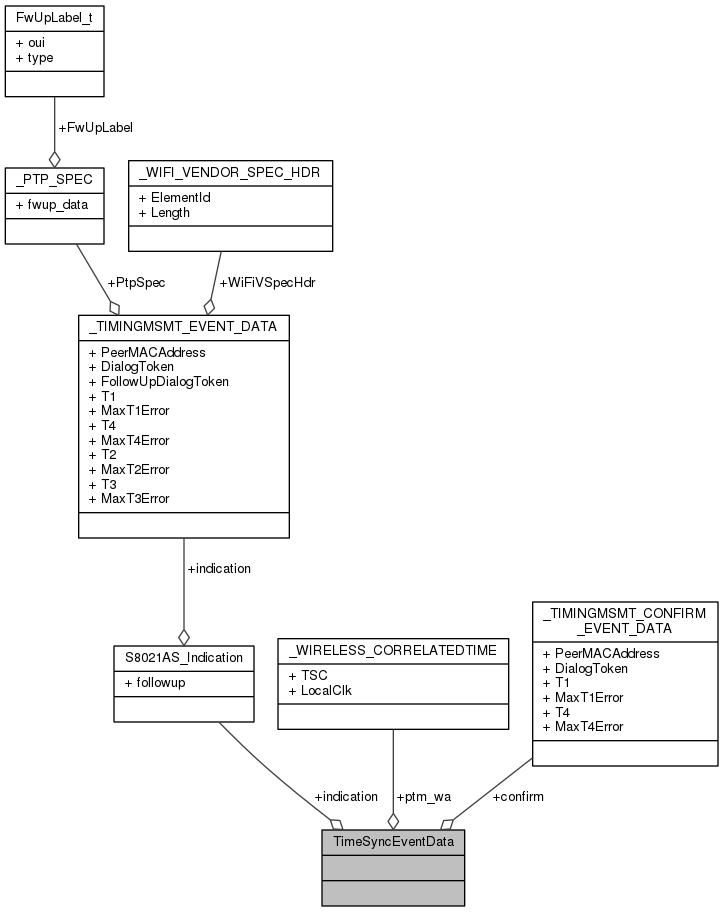 FwUpLabel_t
+ oui
+ type
+FwUpLabel
_PTP_SPEC
+ fwup_data
_WIFI_VENDOR_SPEC_HDR
+ ElementId
+ Length
+PtpSpec
+WiFiVSpecHdr
_TIMINGMSMT_EVENT_DATA
+ PeerMACAddress
+ DialogToken
+ FollowUpDialogToken
+ T1
+ MaxT1Error
+ T4
+ MaxT4Error
+ T2
+ MaxT2Error
+ T3
+ MaxT3Error
+indication
S8021AS_Indication
+ followup
_WIRELESS_CORRELATEDTIME
+ TSC
+ LocalClk
_TIMINGMSMT_CONFIRM
_EVENT_DATA
+ PeerMACAddress
+ DialogToken
+ T1
+ MaxT1Error
+ T4
+ MaxT4Error
+indication
+ptm_wa
+confirm
TimeSyncEventData